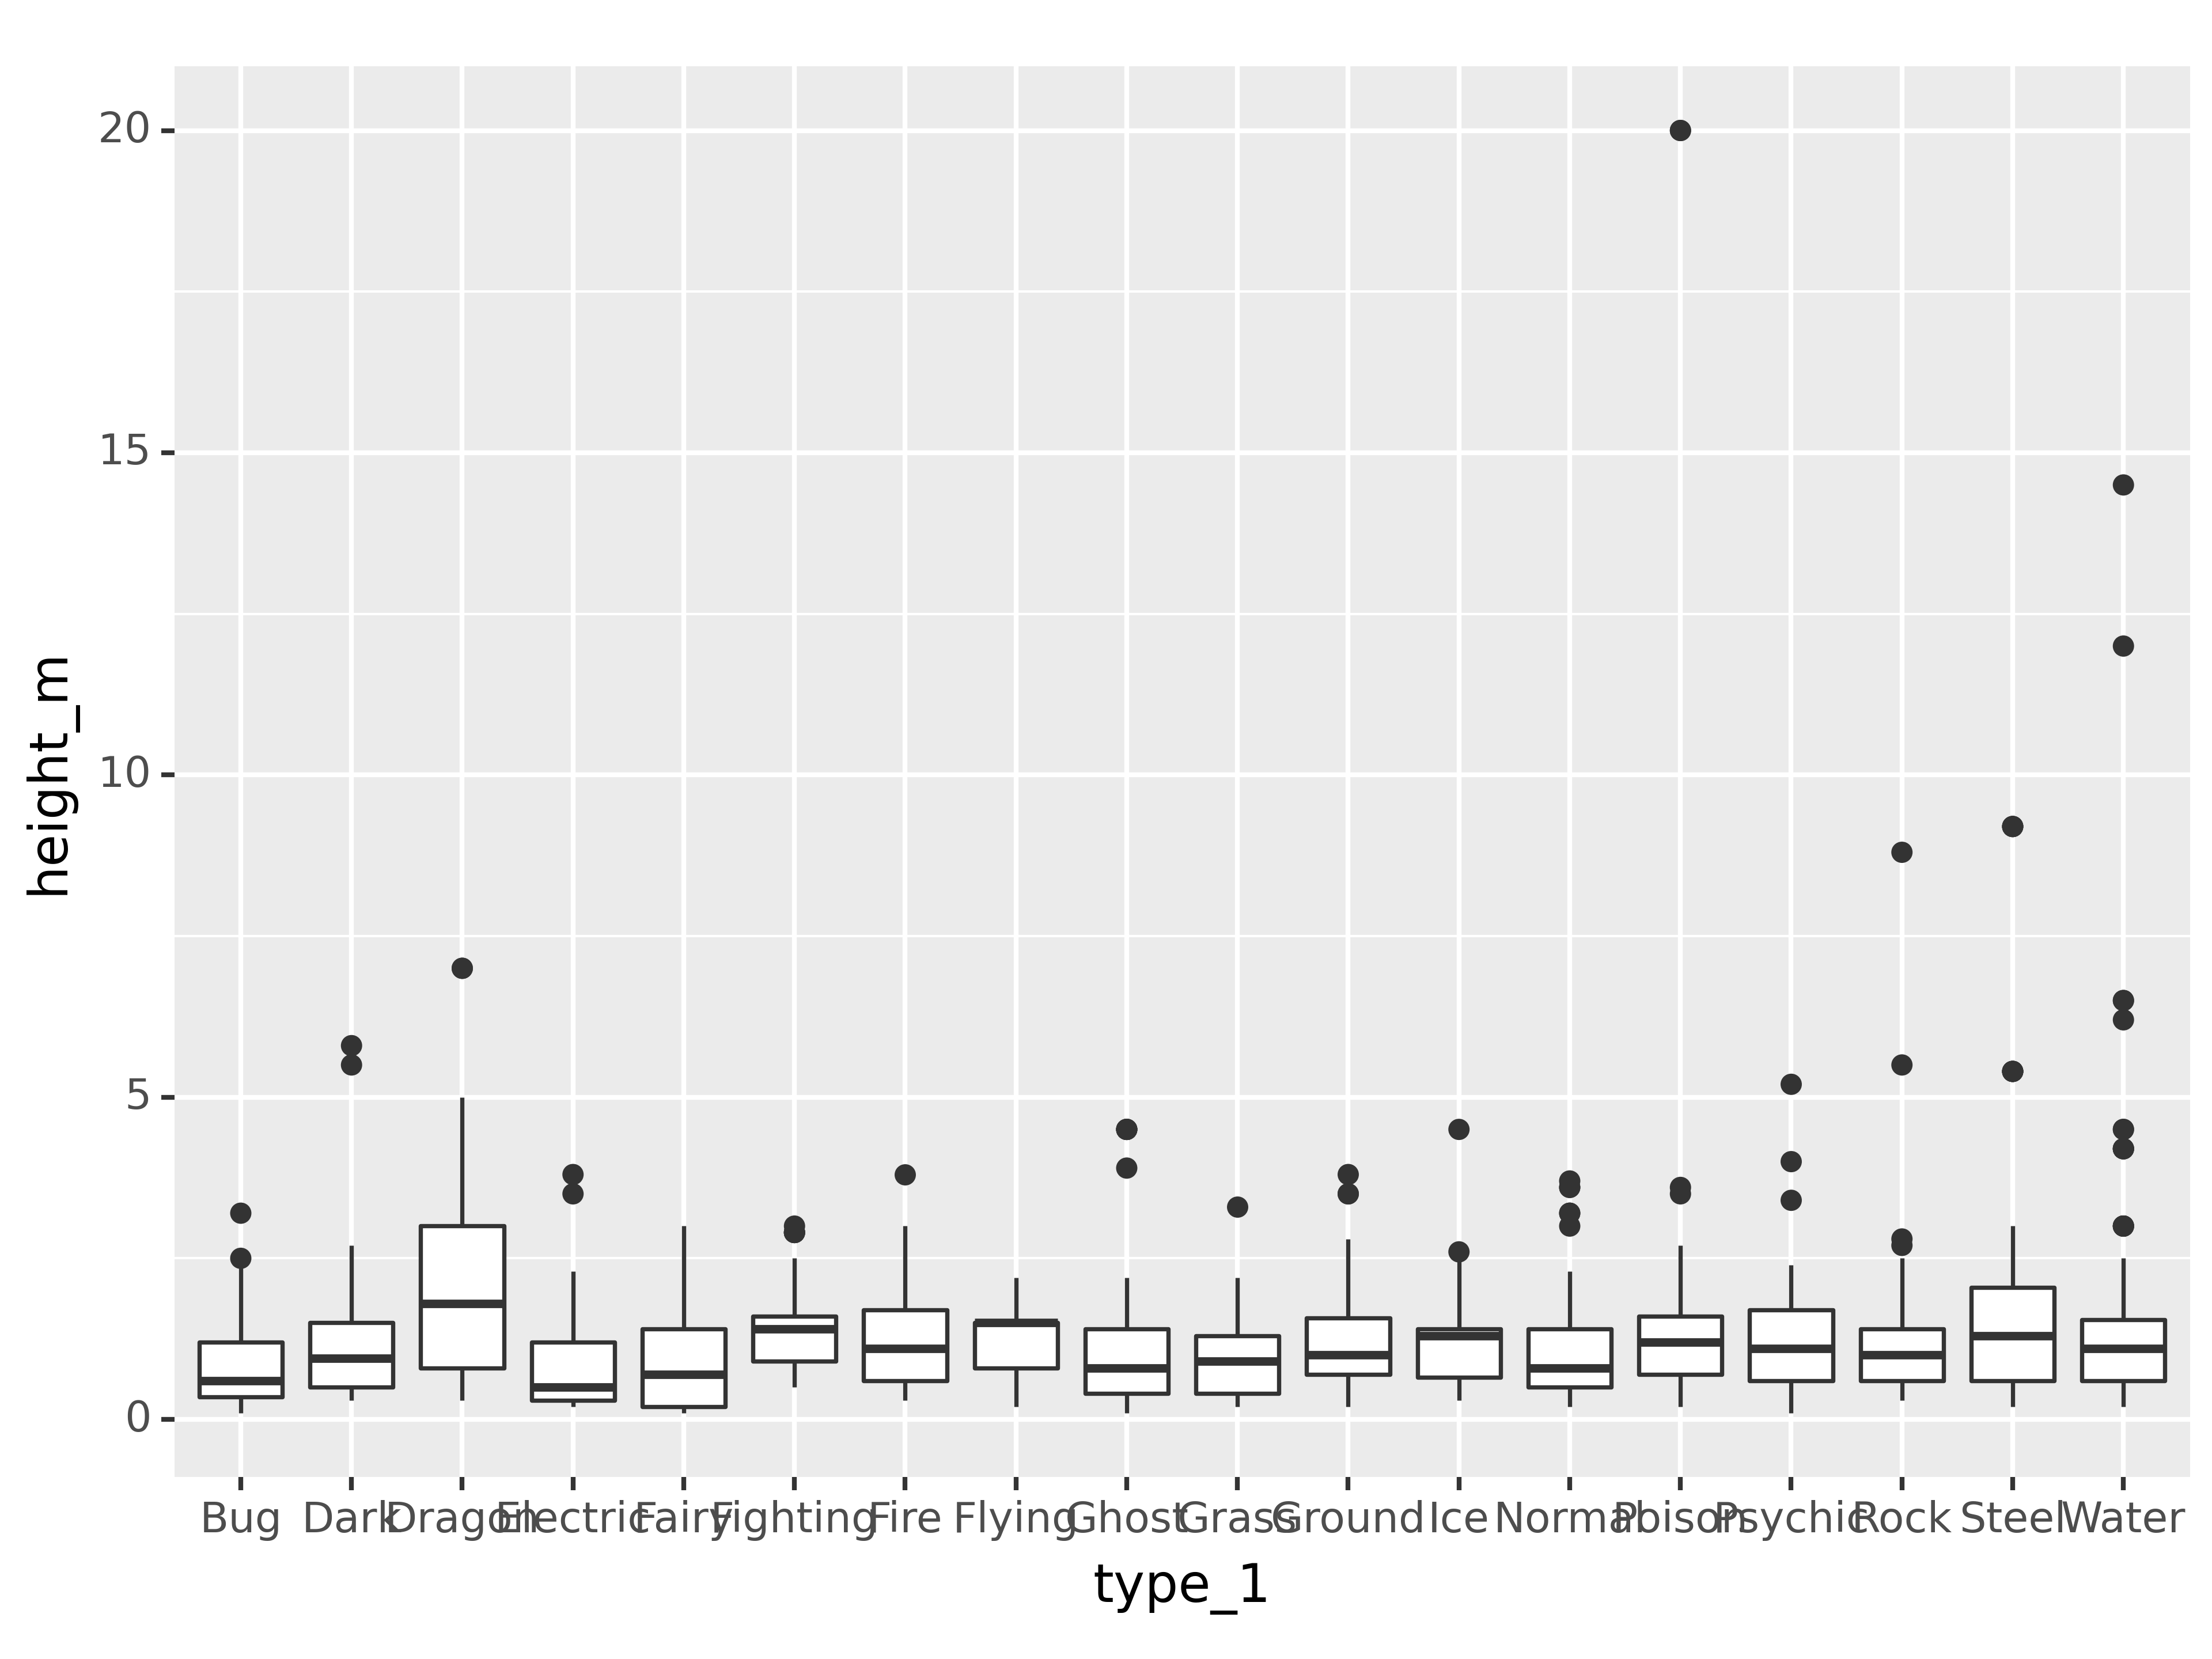 height_m
20
15
10
5
0
Bug Dark Dragon Electric Fairy Fighting Fire Flying Ghost Grass Ground Ice Normal Poison Psychic Rock Steel Water
type_1